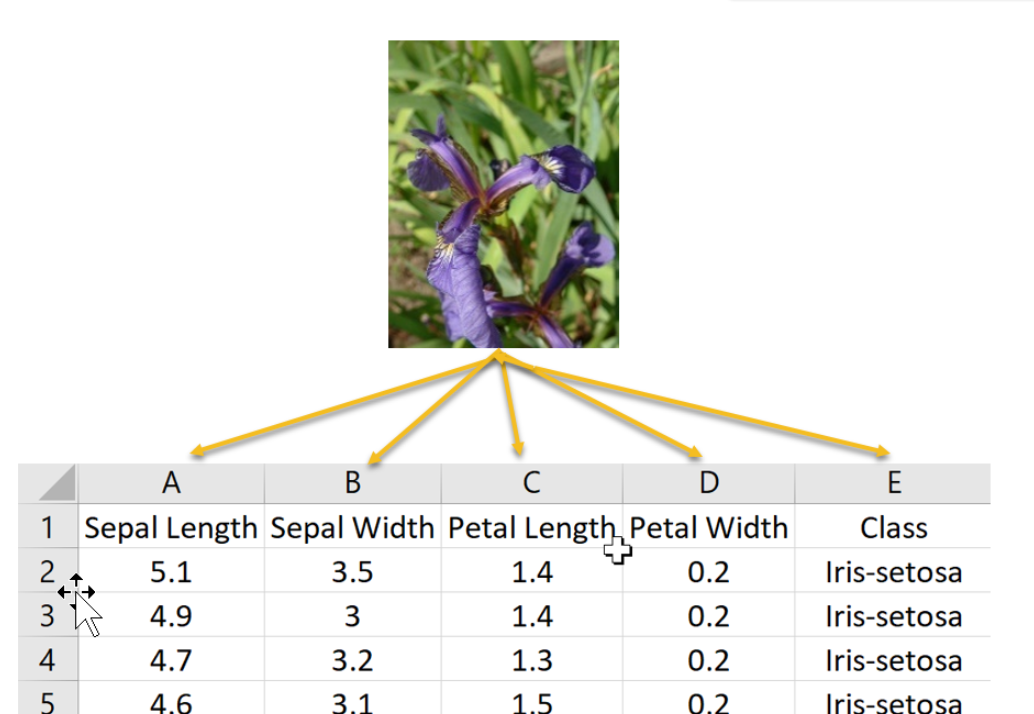 A B C D E
1 Sepal Length Sepal Width Petal Length Petal Width Class
2 5.1 3.5 1.4 0.2 Iris-setosa
3 4.9 3 1.4 0.2 Iris-setosa
4 4.7 3.2 1.3 0.2 Iris-setosa
5 4.6 3.1 1.5 0.2 Iris-setosa